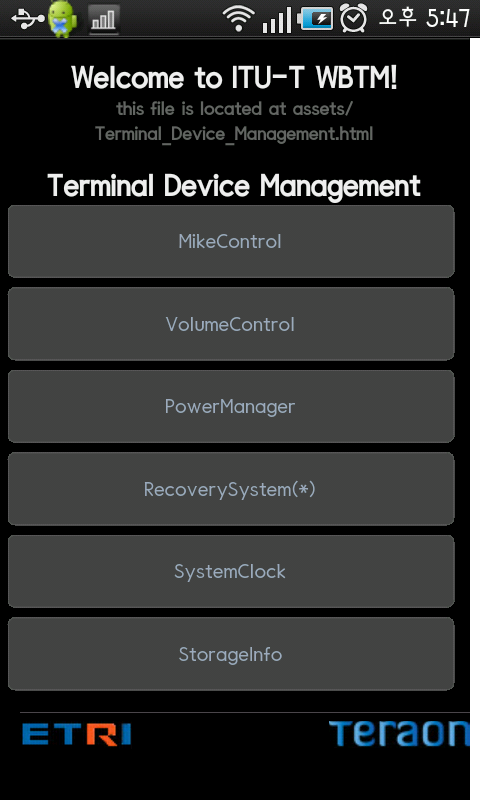 오후 5:47
Welcome to ITU-T WBTM!
this file is located at assets/
Terminal_Device_Management.html
Terminal Device Management
MikeControl
VolumeControl
PowerManager
RecoverySystem(*)
SystemClock
StorageInfo
ETRI Teraon